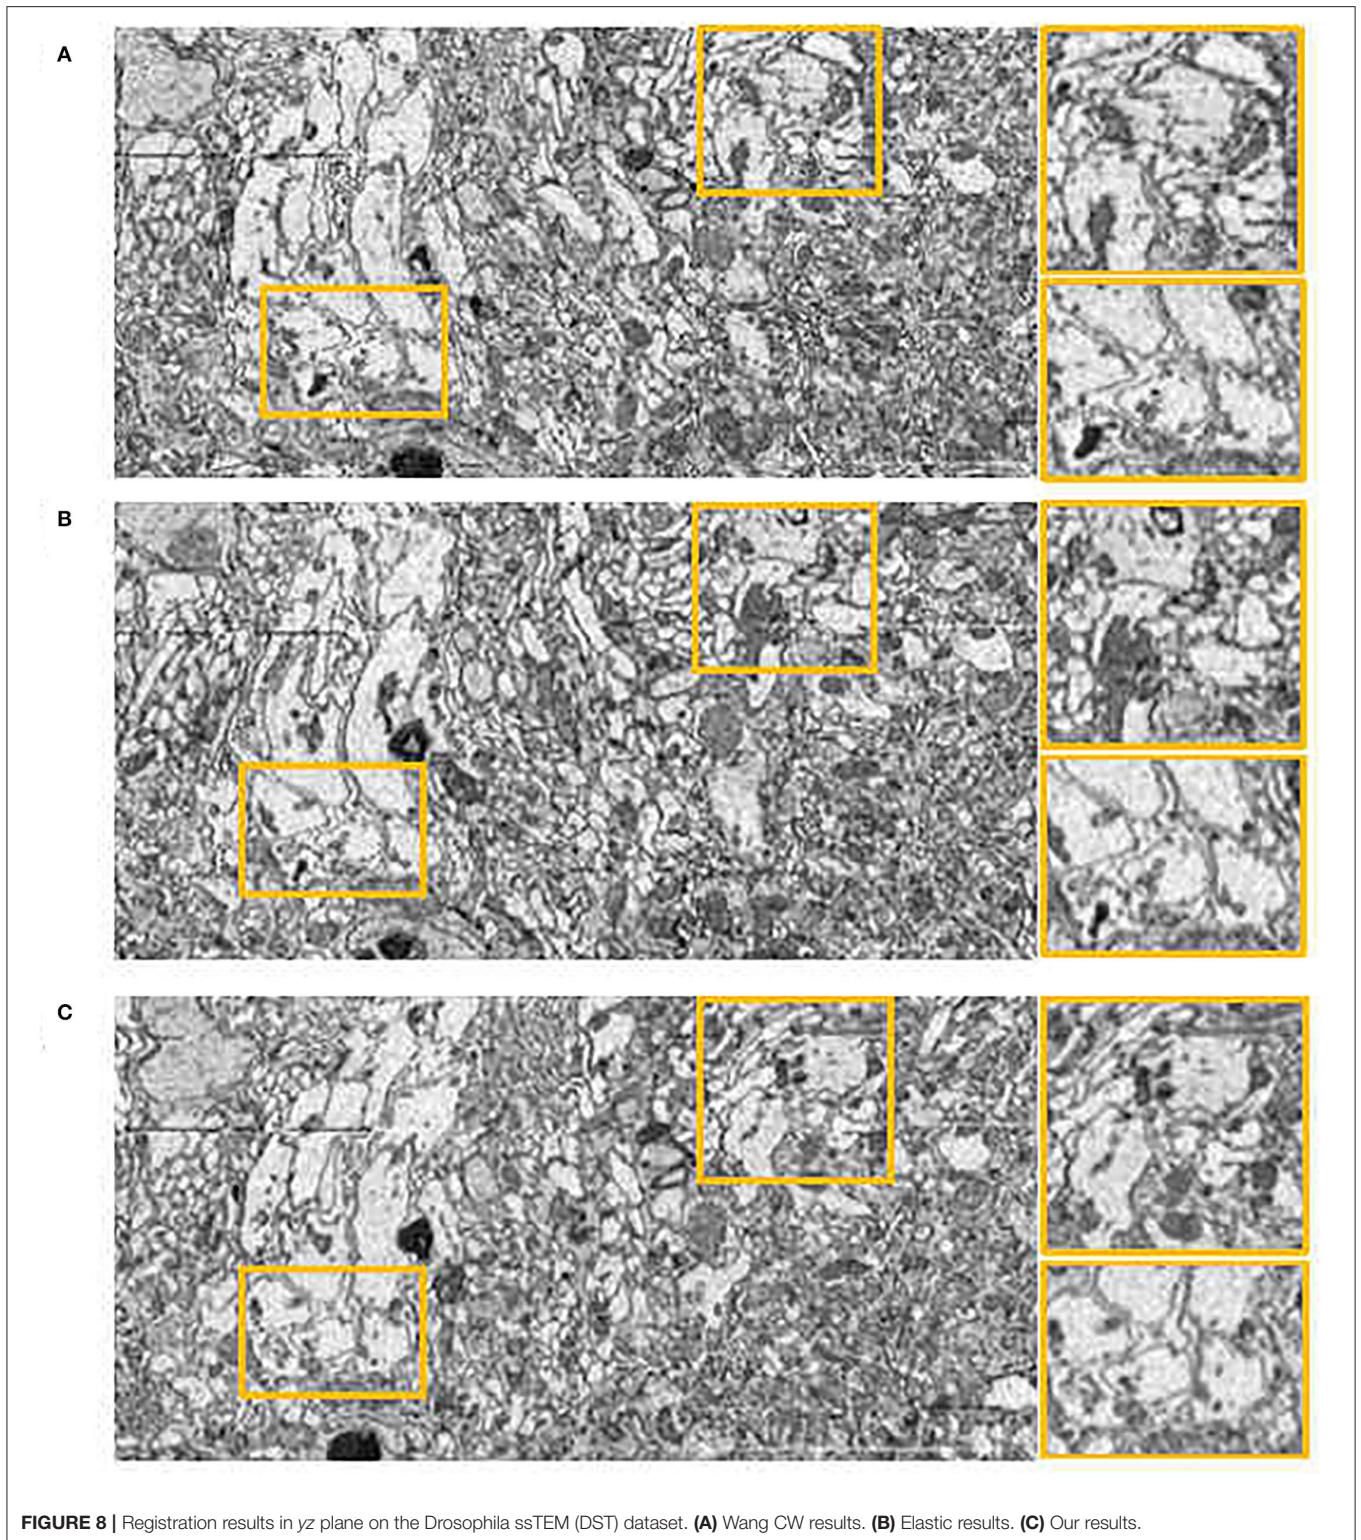 A
B
C
FIGURE 8 | Registration results in yz plane on the Drosophila ssTEM (DST) dataset. (A) Wang CW results. (B) Elastic results. (C) Our results.